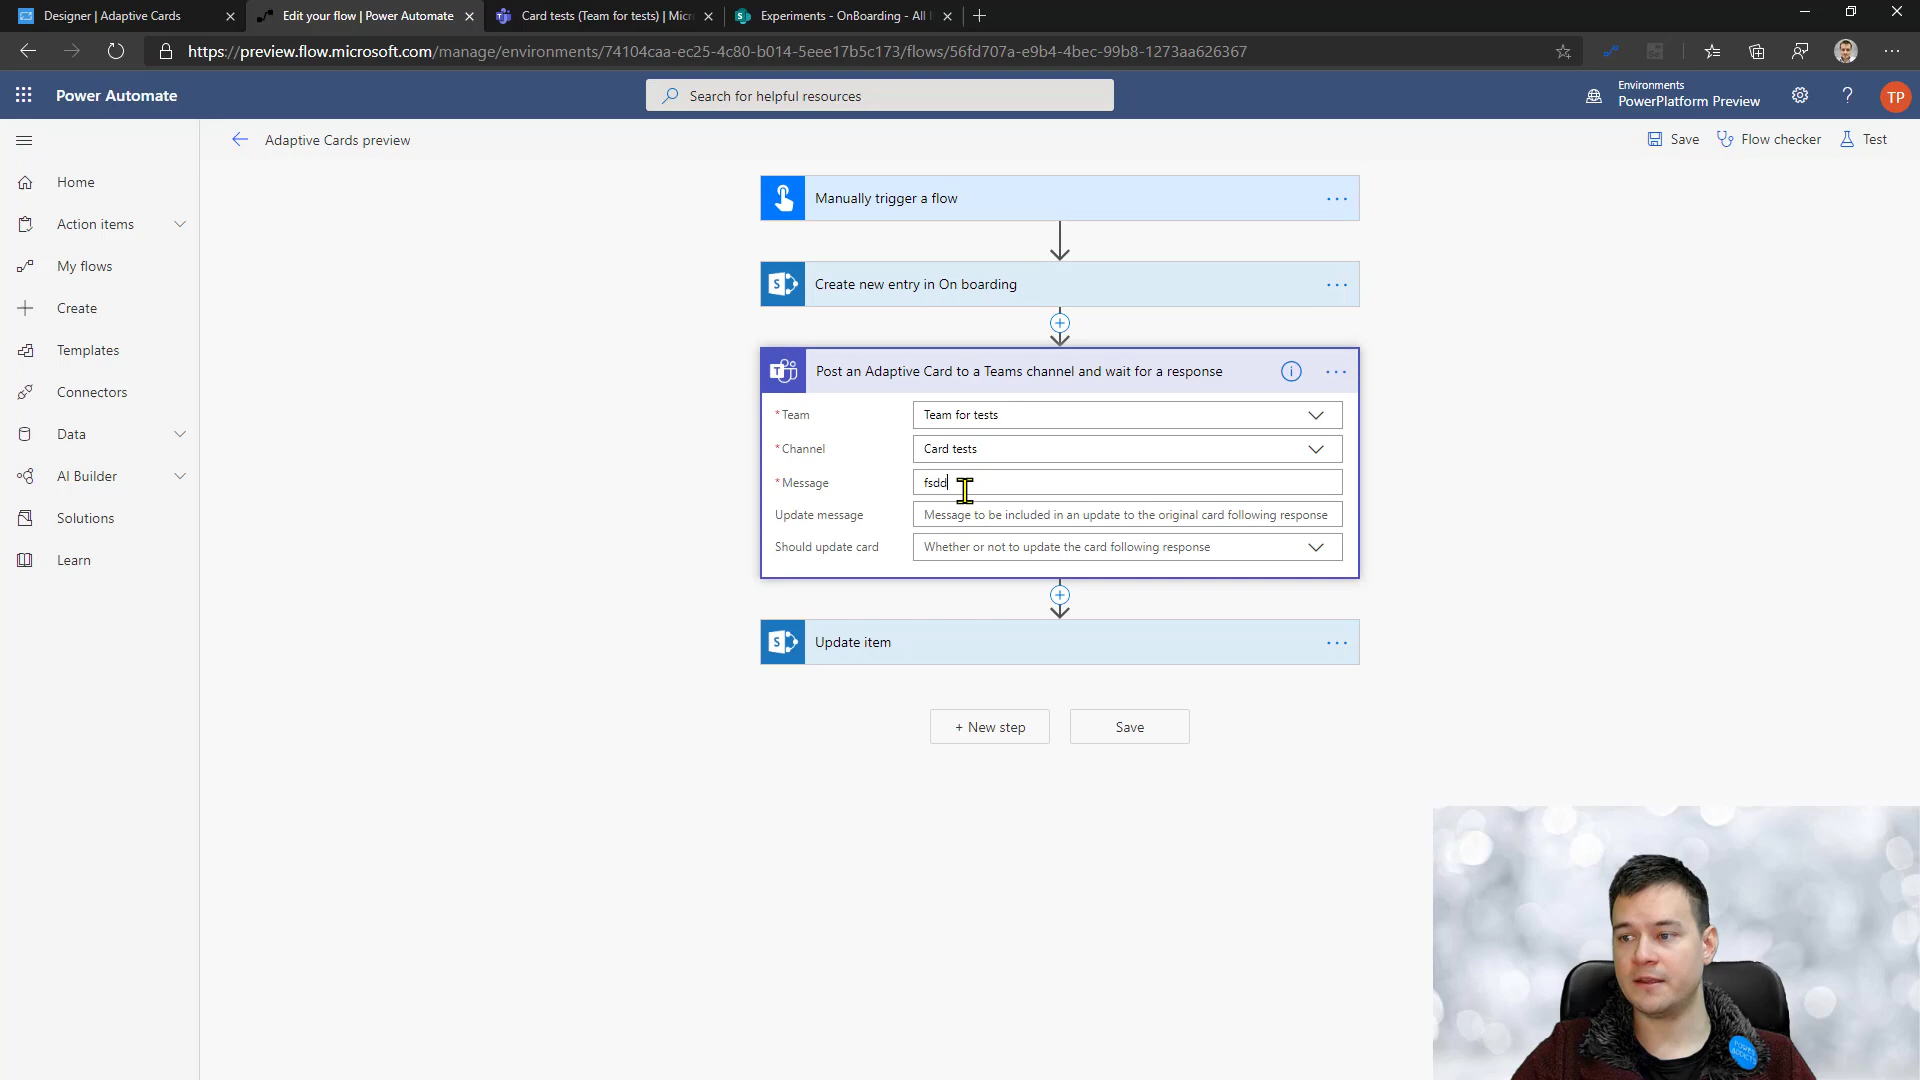 Designer | Adaptive Cards
Edit your flow | Power Automate
Card tests (Team for tests) | Micr
Experiments - OnBoarding - All
https://preview.flow.microsoft.com/manage/environments/74104caa-ec25-4c80-b014-5eee17b5c173/flows/56fd707a-e9b4-4bec-99b8-1273aa626367
Power Automate
Search for helpful resources
Environments
PowerPlatform Preview
?
TP
Adaptive Cards preview
Save
Flow checker
Test
Home
Action items
My flows
Create
Templates
Connectors
Data
AI Builder
Solutions
Learn
Manually trigger a flow
Create new entry in On boarding
Post an Adaptive Card to a Teams channel and wait for a response
* Team
Team for tests
* Channel
Card tests
* Message
fsdd
Update message
Message to be included in an update to the original card following response
Should update card
Whether or not to update the card following response
Update item
+ New step
Save